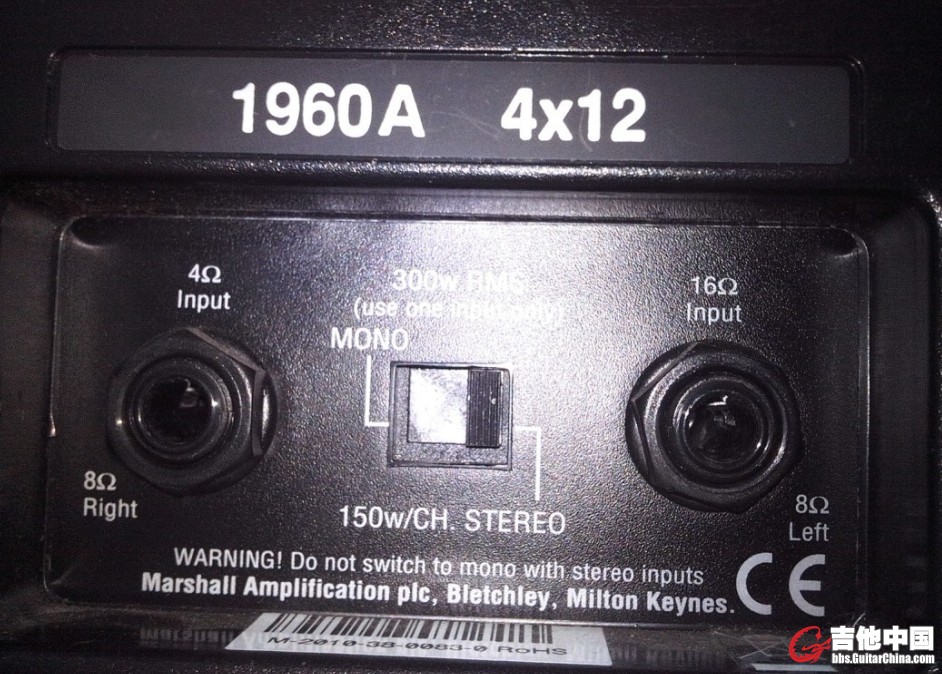 1960A 4x12
4Ω
Input
300w RMS
(use one input only)
MONO
16Ω
Input
8Ω
Right
150w/CH. STEREO
8Ω
Left
WARNING! Do not switch to mono with stereo inputs
Marshall Amplification plc, Bletchley, Milton Keynes.
CE
M-2010-38-0083-0 RoHS
吉他中国
bbs.GuitarChina.com